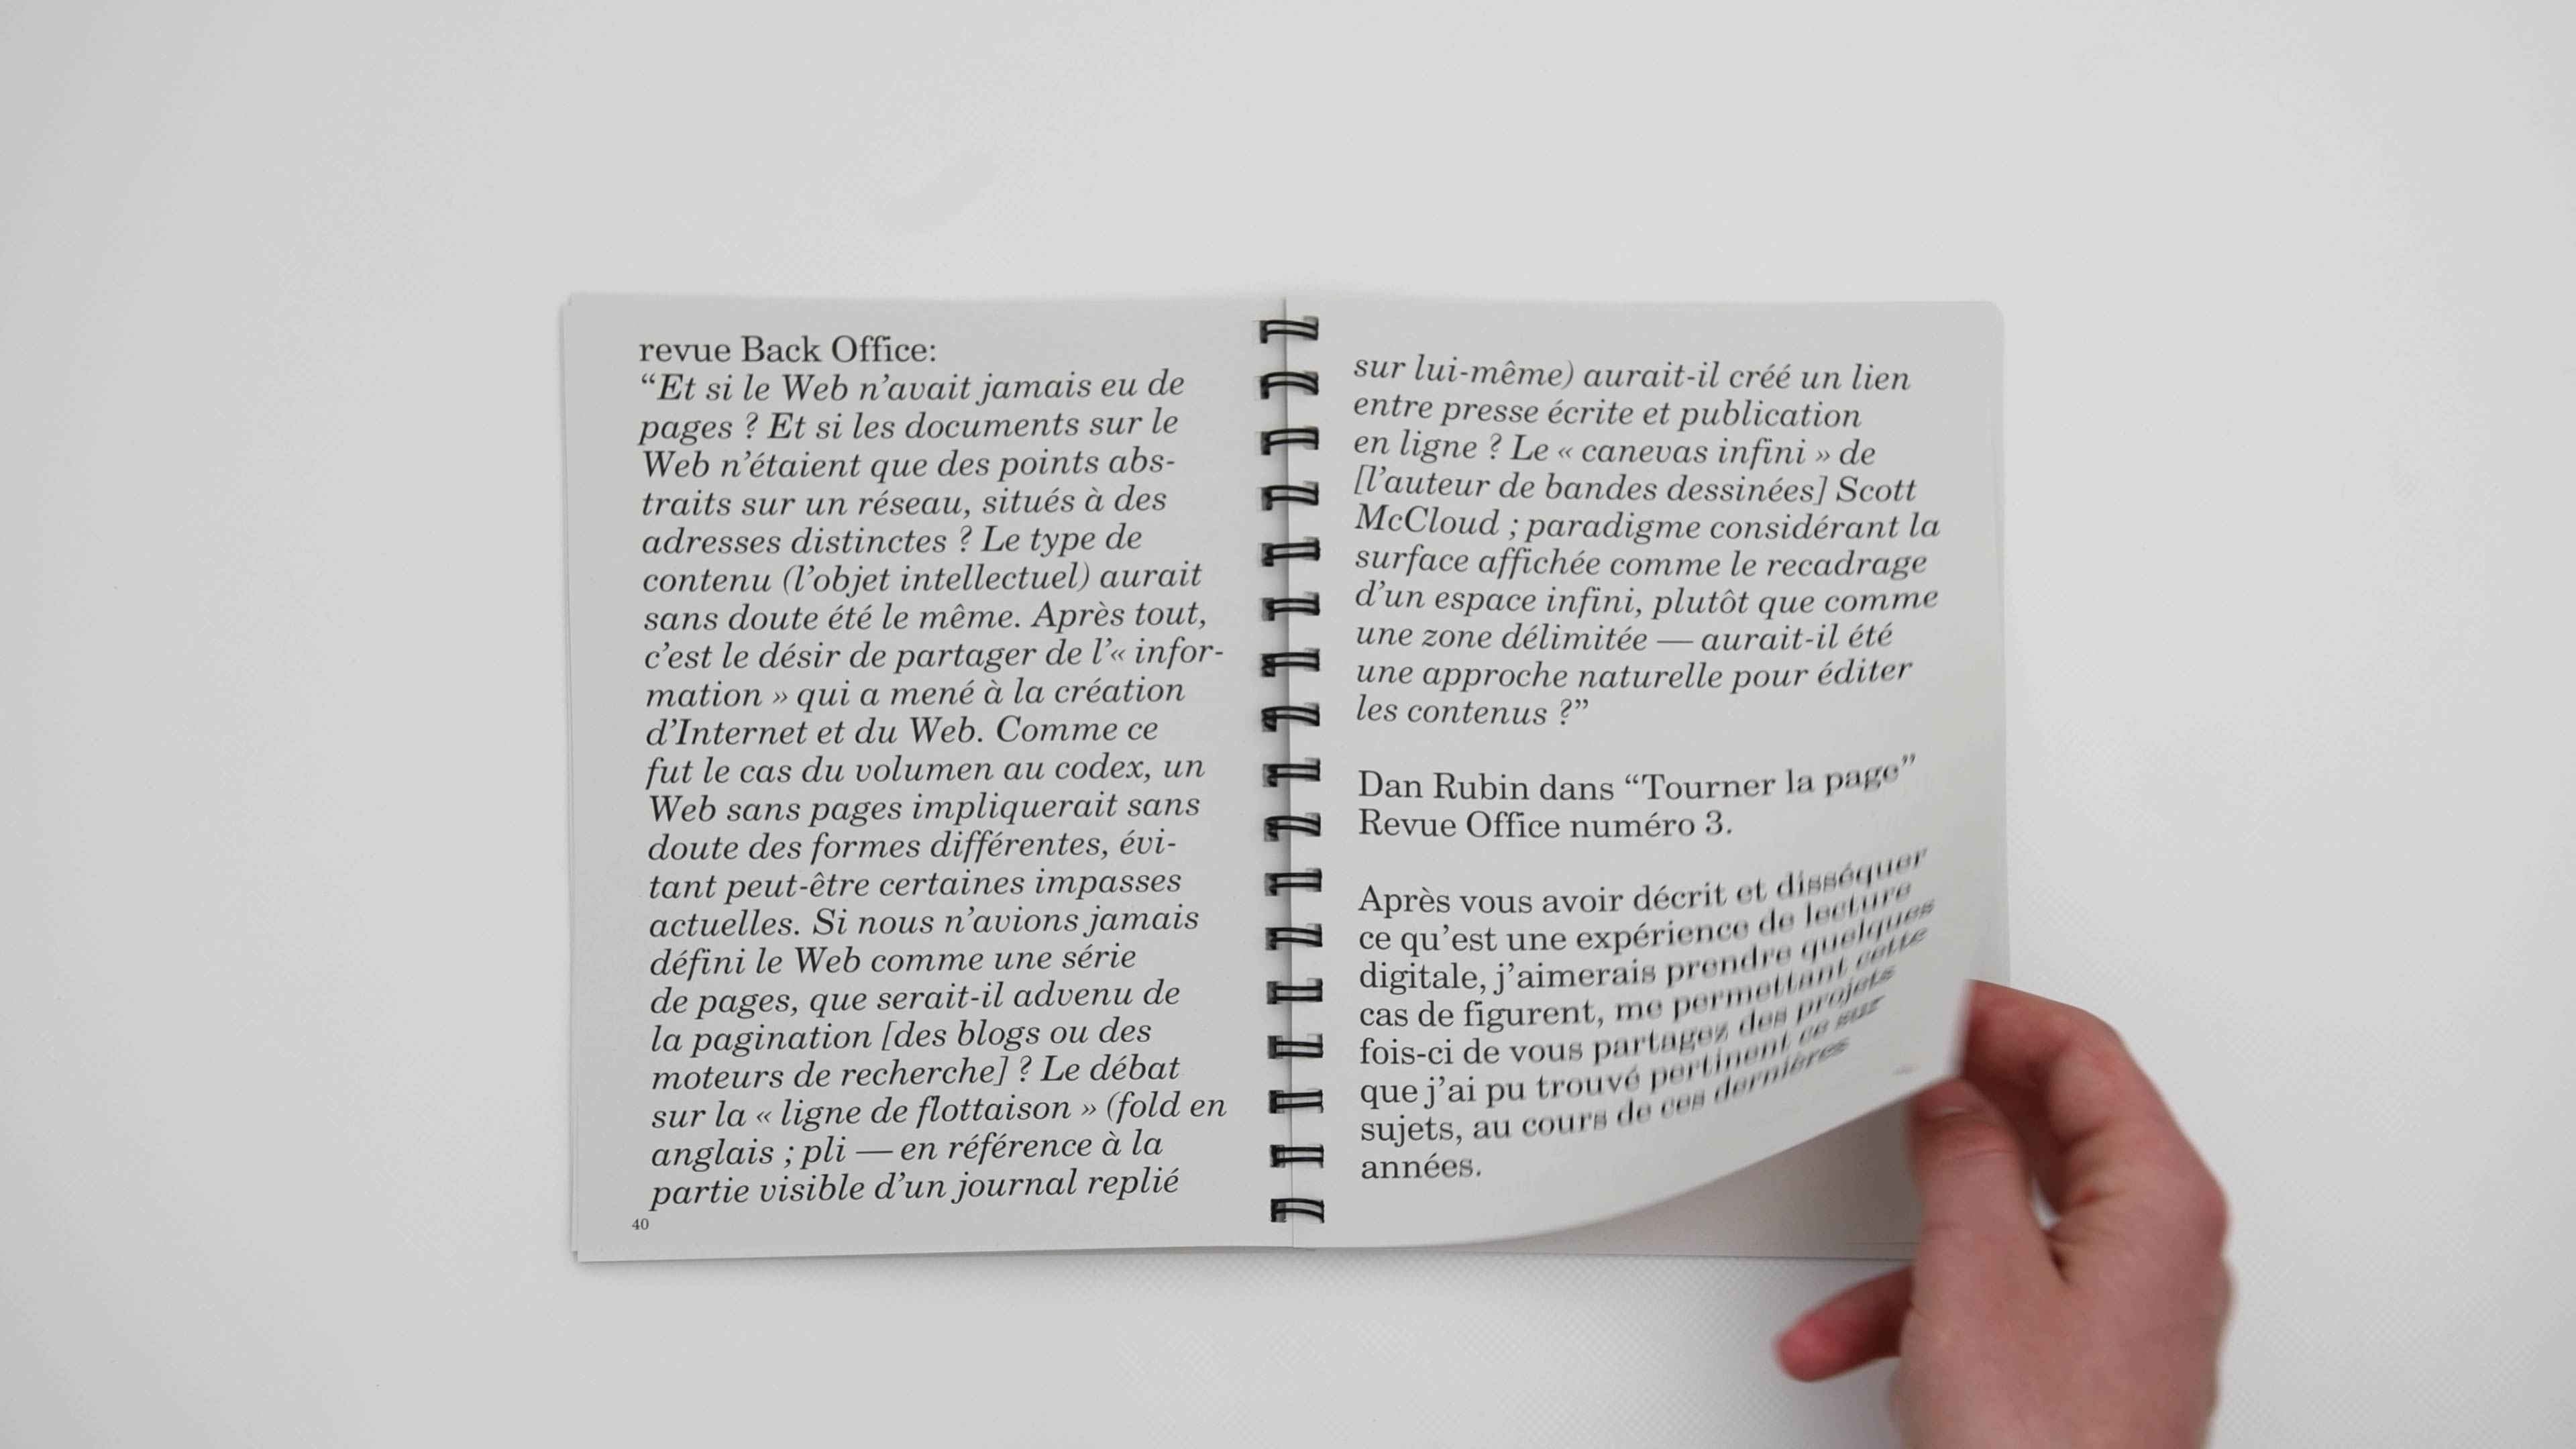 revue Back Office:
“Et si le Web n’avait jamais eu de
pages ? Et si les documents sur le
Web n’étaient que des points abs-
traits sur un réseau, situés à des
adresses distinctes ? Le type de
contenu (l’objet intellectuel) aurait
sans doute été le même. Après tout,
c’est le désir de partager de l’« infor-
mation » qui a mené à la création
d’Internet et du Web. Comme ce
fut le cas du volumen au codex, un
Web sans pages impliquerait sans
doute des formes différentes, évi-
tant peut-être certaines impasses
actuelles. Si nous n’avions jamais
défini le Web comme une série
de pages, que serait-il advenu de
la pagination [des blogs ou des
moteurs de recherche] ? Le débat
sur la « ligne de flottaison » (fold en
anglais ; pli — en référence à la
partie visible d’un journal replié
40
sur lui-même) aurait-il créé un lien
entre presse écrite et publication
en ligne ? Le « canevas infini » de
[l’auteur de bandes dessinées] Scott
McCloud ; paradigme considérant la
surface affichée comme le recadrage
d’un espace infini, plutôt que comme
une zone délimitée — aurait-il été
une approche naturelle pour éditer
les contenus ?”
Dan Rubin dans “Tourner la page”
Revue Office numéro 3.
Après vous avoir décrit et disséquer
ce qu’est une expérience de lecture
digitale, j’aimerais prendre quelques
cas de figurent, me permettant cette
fois-ci de vous partagez des projets
que j’ai pu trouvé pertinent ce sur
sujets, au cours de ces dernières
années.